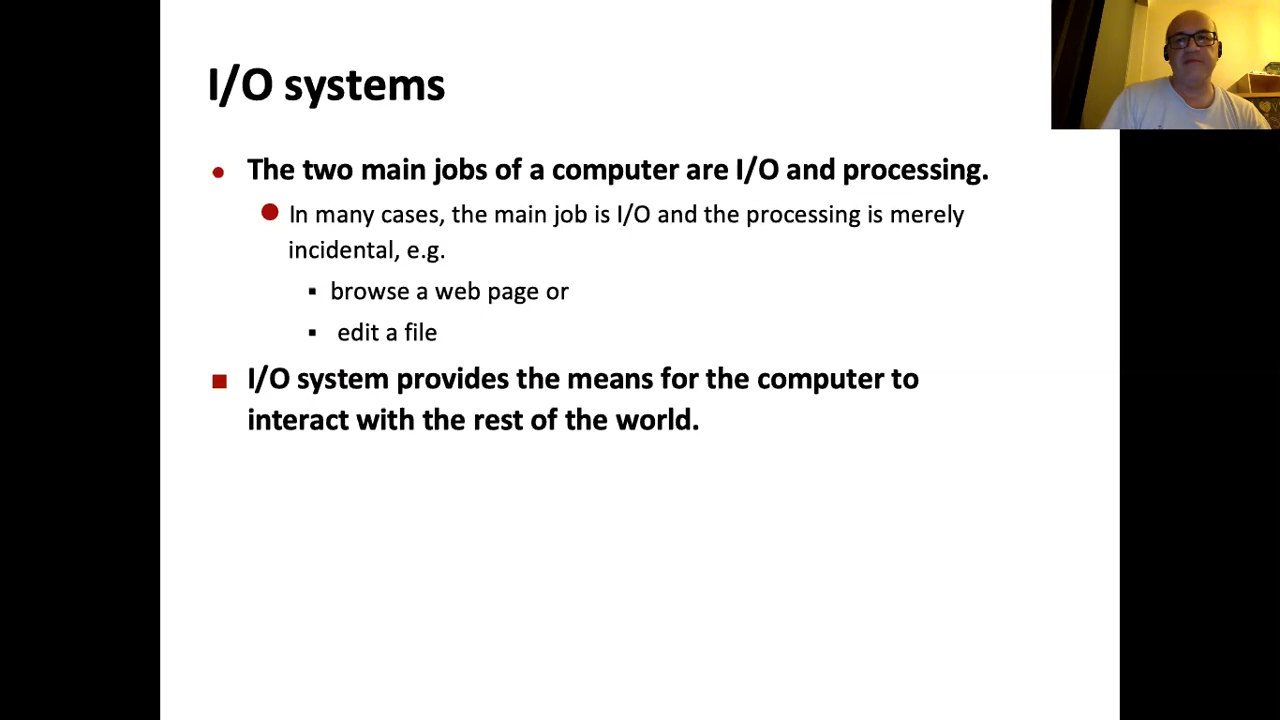 I/O systems
The two main jobs of a computer are I/O and processing.
In many cases, the main job is I/O and the processing is merely
incidental, e.g.
browse a web page or
edit a file
I/O system provides the means for the computer to
interact with the rest of the world.